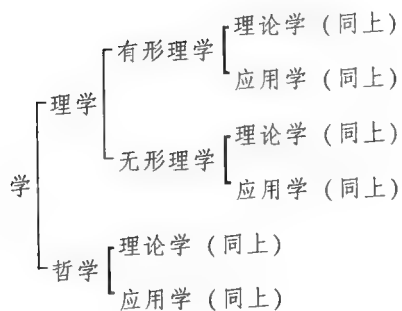 理论学（同上）
有形理学
应用学（同上）
理学
理论学（同上）
无形理学
应用学（同上）
学
理论学（同上）
哲学
应用学（同上）